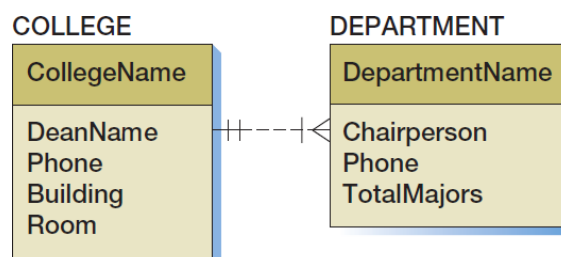 COLLEGE
CollegeName
DeanName
Phone
Building
Room
DEPARTMENT
DepartmentName
Chairperson
Phone
TotalMajors